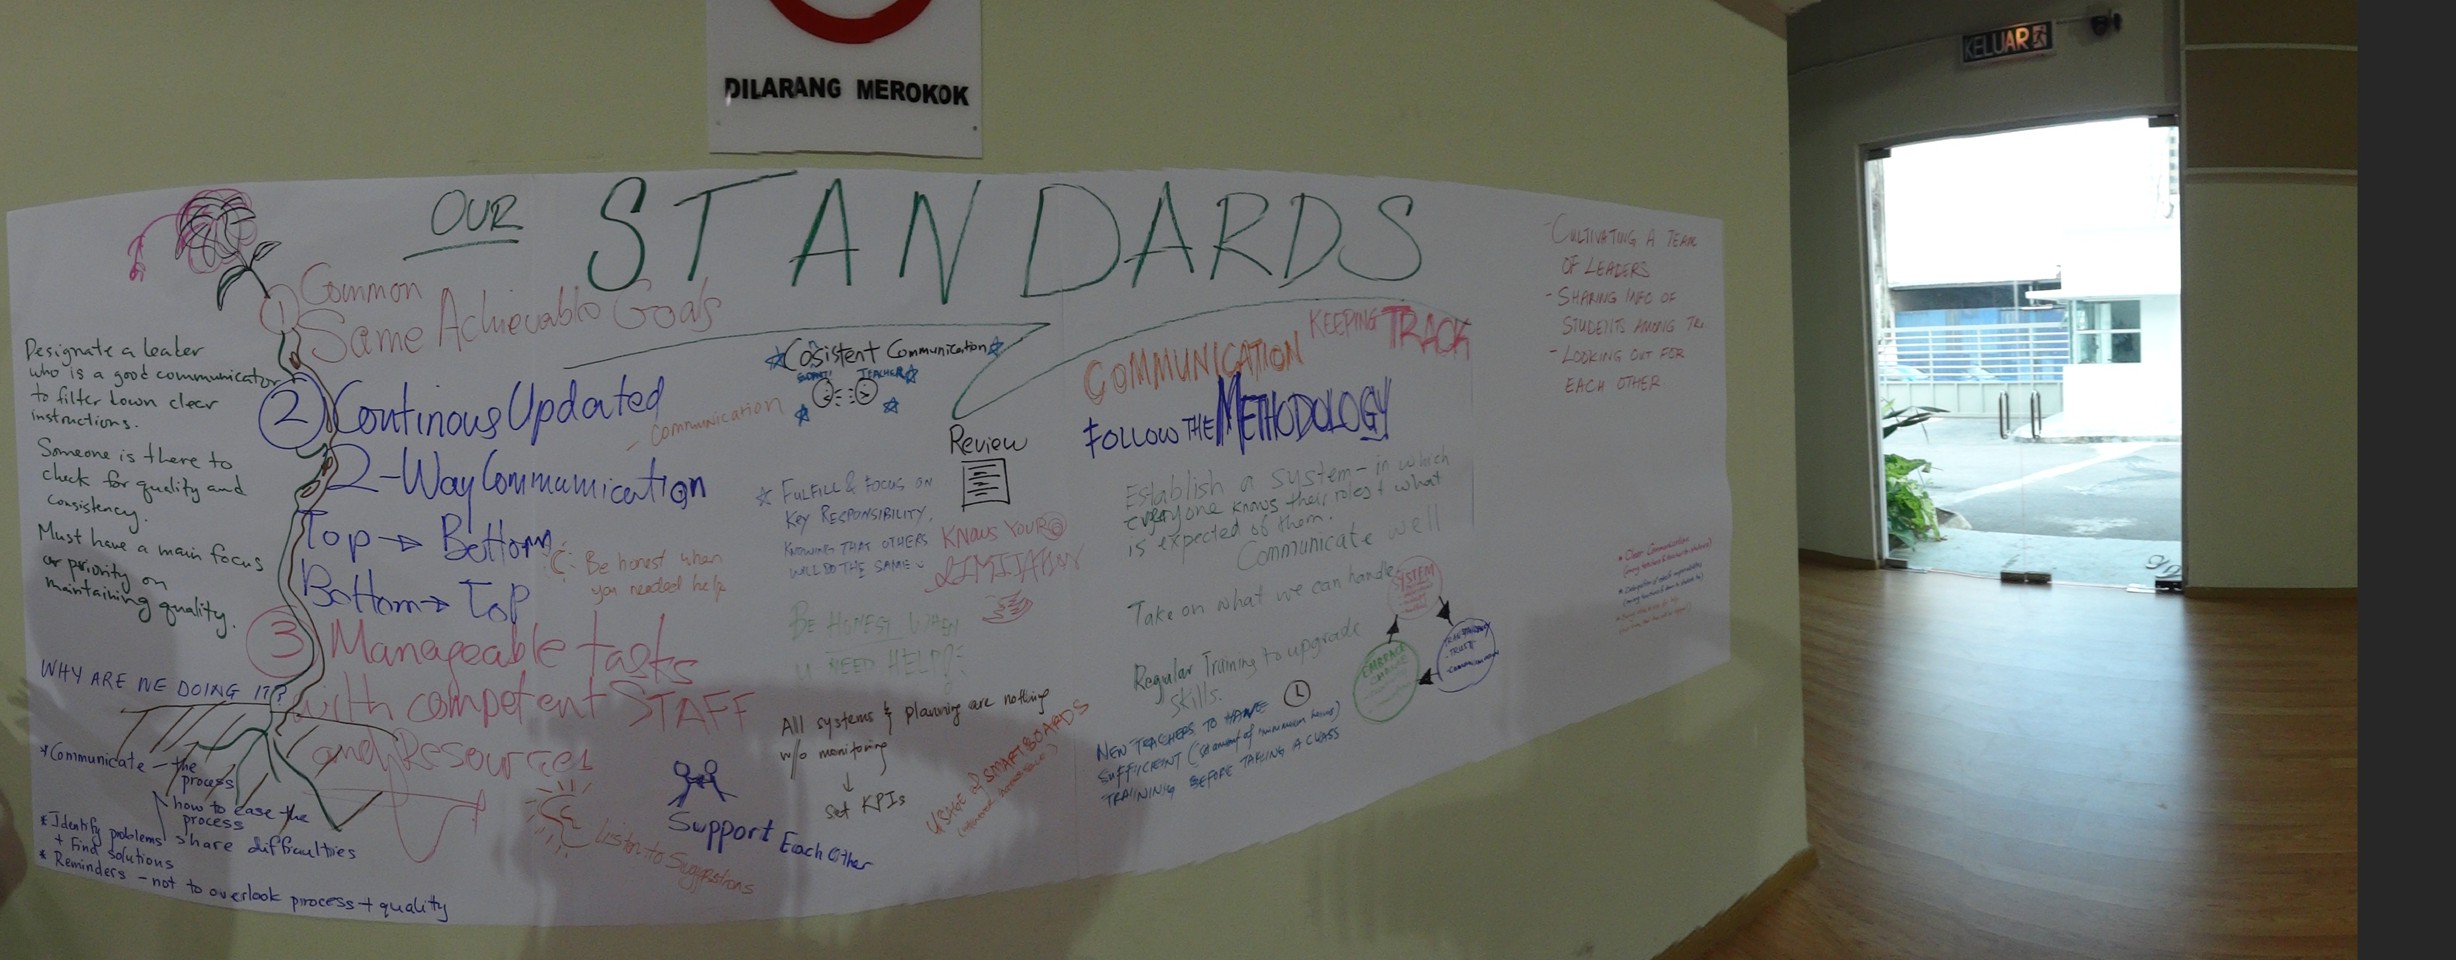 DILARANG MEROKOK
KELUAR
OUR STANDARDS
1 Common
Same Achievable Goals
2 Continous Updated
- Communication
2-Way Communication
Top → Bottom
Bottom → Top
Be honest when
you needed help
3 Manageable tasks
with competent STAFF
and Resources
Designate a leader
who is a good communicator
to filter down clear
instructions.
Someone is there to
check for quality and
consistency.
Must have a main focus
or priority on
maintaining quality.
WHY ARE WE DOING IT?
* Communicate - the
process
how to ease the
process
share difficulties
* Identify problems
+ Find solutions
* Reminders - not to overlook process + quality
Listen to Suggestions
Support Each Other
Cosistent Communication
TEACHER
Review
FULFILL & FOCUS ON
KEY RESPONSIBILITY,
KNOWING THAT OTHERS
WILL DO THE SAME
KNOWS YOUR
LIMITATION
BE HONEST WHEN
U NEED HELP
All systems & planning are nothing
w/o monitoring
↓
set KPIs
USAGE of SMARTBOARDS
COMMUNICATION KEEPING TRACK
FOLLOW THE METHODOLOGY
Establish a system - in which
everyone knows their roles + what
is expected of them.
Communicate well
Take on what we can handle
Regular Training to upgrade
skills.
NEW TEACHERS TO HAVE
SUFFICIENT
TRAINING BEFORE TAKING A CLASS
SYSTEM
EMBRACE
CHANGE
TRUST
- CULTIVATING A TEAM
OF LEADERS
- SHARING INFO OF
STUDENTS AMONG TR.
- LOOKING OUT FOR
EACH OTHER.
* Clear Communication